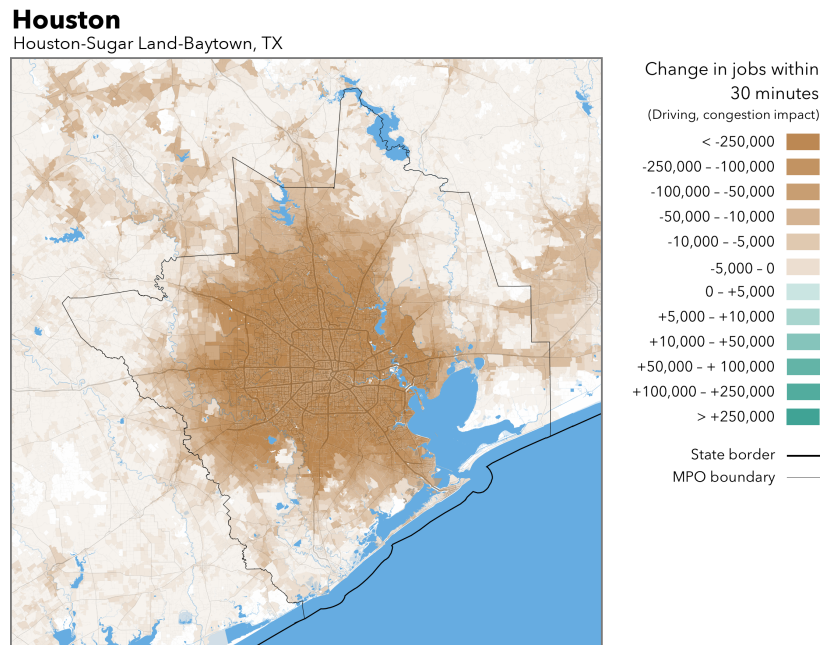 Houston
Houston-Sugar Land-Baytown, TX
Change in jobs within
30 minutes
(Driving, congestion impact)
< -250,000
-250,000 – -100,000
-100,000 – -50,000
-50,000 – -10,000
-10,000 – -5,000
-5,000 – 0
0 – +5,000
+5,000 – +10,000
+10,000 – +50,000
+50,000 – + 100,000
+100,000 – +250,000
> +250,000
State border
MPO boundary